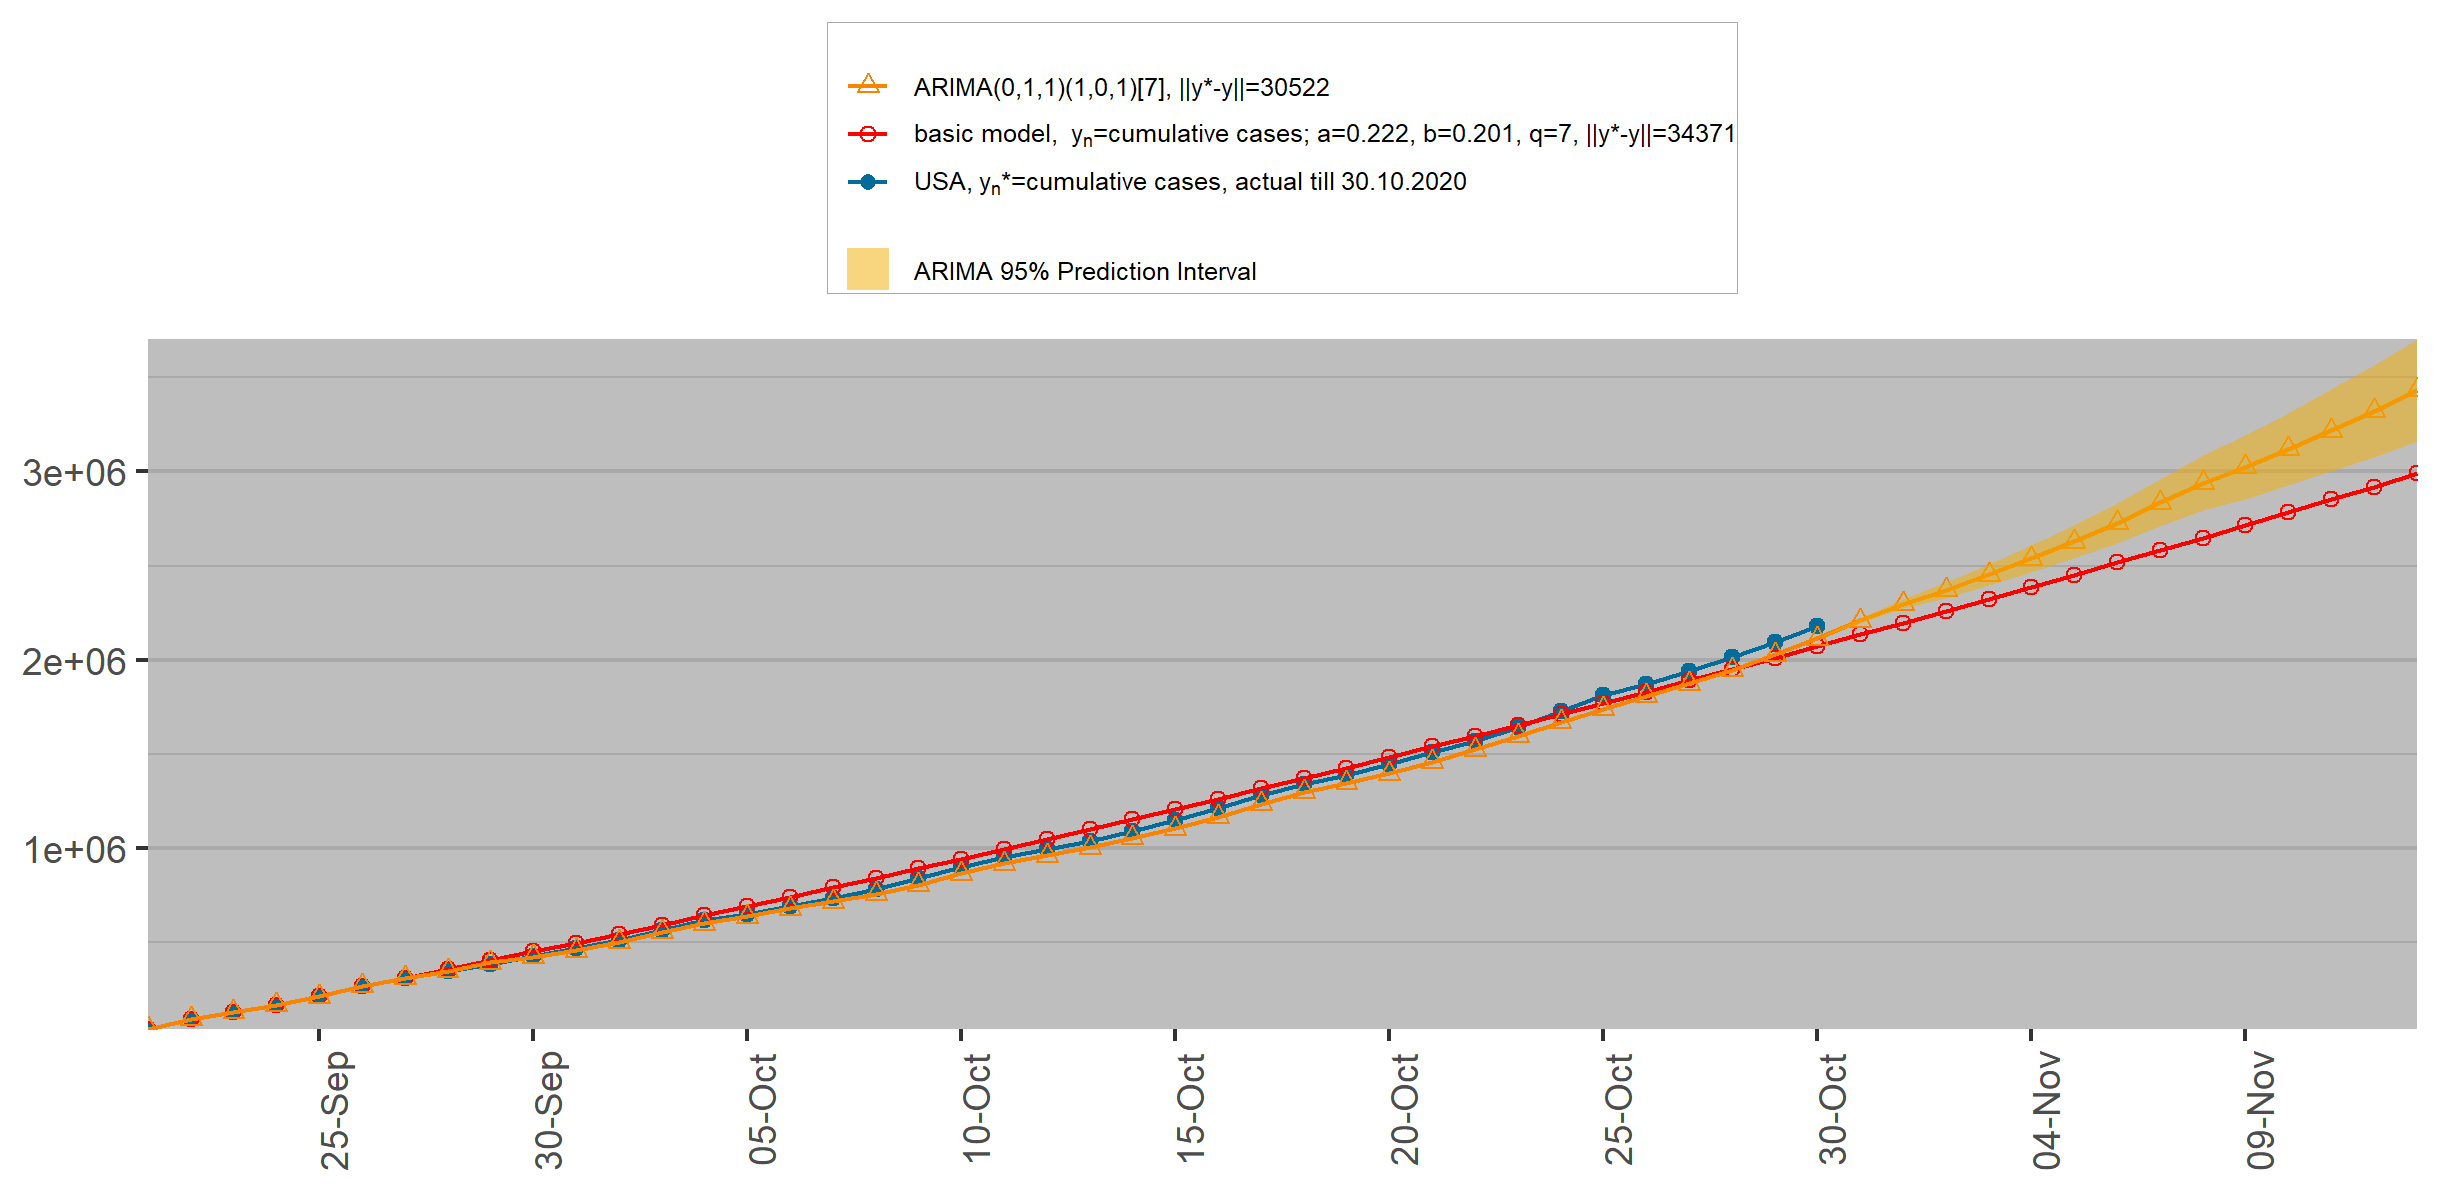 ARIMA(0,1,1)(1,0,1)[7], ||y*-y||=30522
basic model, yn=cumulative cases; a=0.222, b=0.201, q=7, ||y*-y||=34371
USA, yn*=cumulative cases, actual till 30.10.2020
ARIMA 95% Prediction Interval
3e+06
2e+06
1e+06
25-Sep
30-Sep
05-Oct
10-Oct
15-Oct
20-Oct
25-Oct
30-Oct
04-Nov
09-Nov